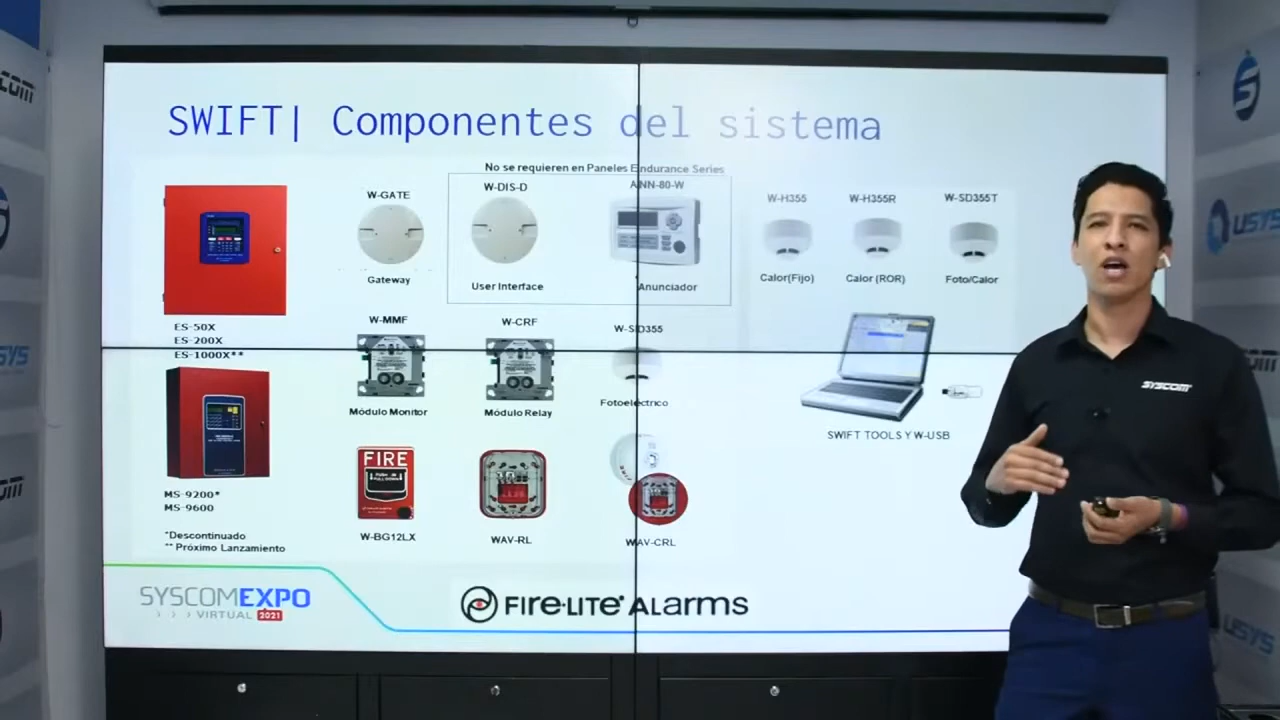 SWIFT| Componentes del sistema
No se requieren en Paneles Endurance Series
W-GATE
W-DIS-D
ANN-80-W
W-H355
W-H355R
W-SD355T
Gateway
User Interface
Anunciador
Calor(Fijo)
Calor (ROR)
Foto/Calor
ES-50X
ES-200X
ES-1000X**
W-MMF
W-CRF
W-SD355
Módulo Monitor
Módulo Relay
Fotoeléctrico
SWIFT TOOLS Y W-USB
FIRE
MS-9200*
MS-9600
W-BG12LX
WAV-RL
WAV-CRL
*Descontinuado
** Próximo Lanzamiento
SYSCOMEXPO
VIRTUAL 2021
FIRE·LITE® ALARMS
SYSCOM
USYS